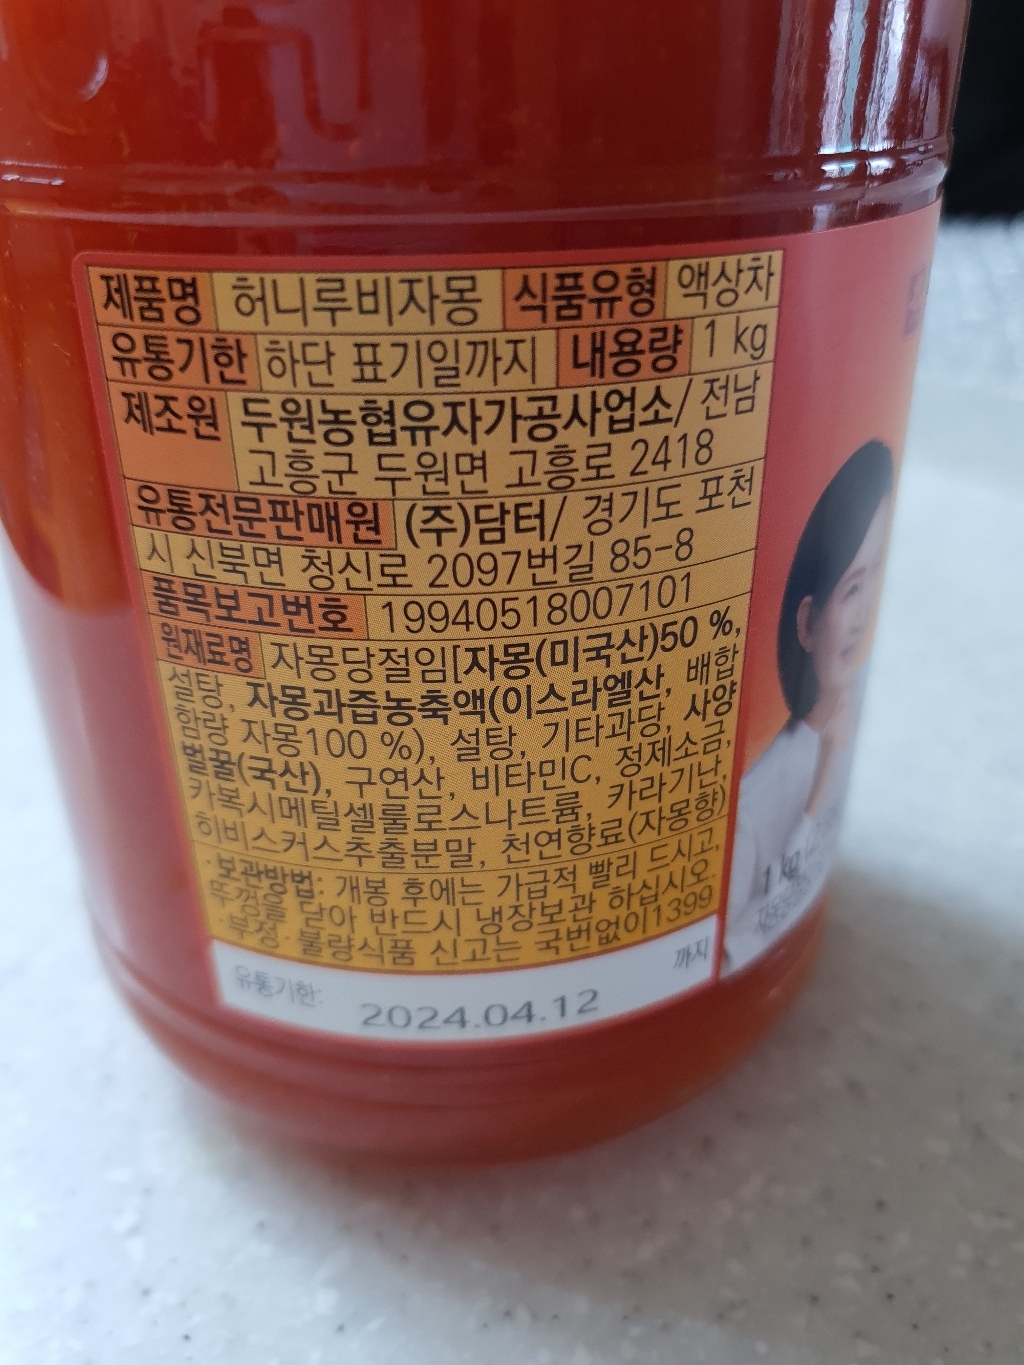 제품명 허니루비자몽 식품유형 액상차
유통기한 하단 표기일까지 내용량 1 kg
제조원 두원농협유자가공사업소/ 전남
고흥군 두원면 고흥로 2418
유통전문판매원 (주)담터/ 경기도 포천
시 신북면 청신로 2097번길 85-8
품목보고번호 19940518007101
원재료명 자몽당절임[자몽(미국산)50 %,
설탕, 자몽과즙농축액(이스라엘산, 배합
함량 자몽100 %), 설탕, 기타과당, 사양
벌꿀(국산), 구연산, 비타민C, 정제소금,
카복시메틸셀룰로스나트륨, 카라기난,
히비스커스추출분말, 천연향료(자몽향)
·보관방법: 개봉 후에는 가급적 빨리 드시고,
뚜껑을 닫아 반드시 냉장보관 하십시오.
·부정·불량식품 신고는 국번없이1399
유통기한: 까지
2024.04.12
1 kg